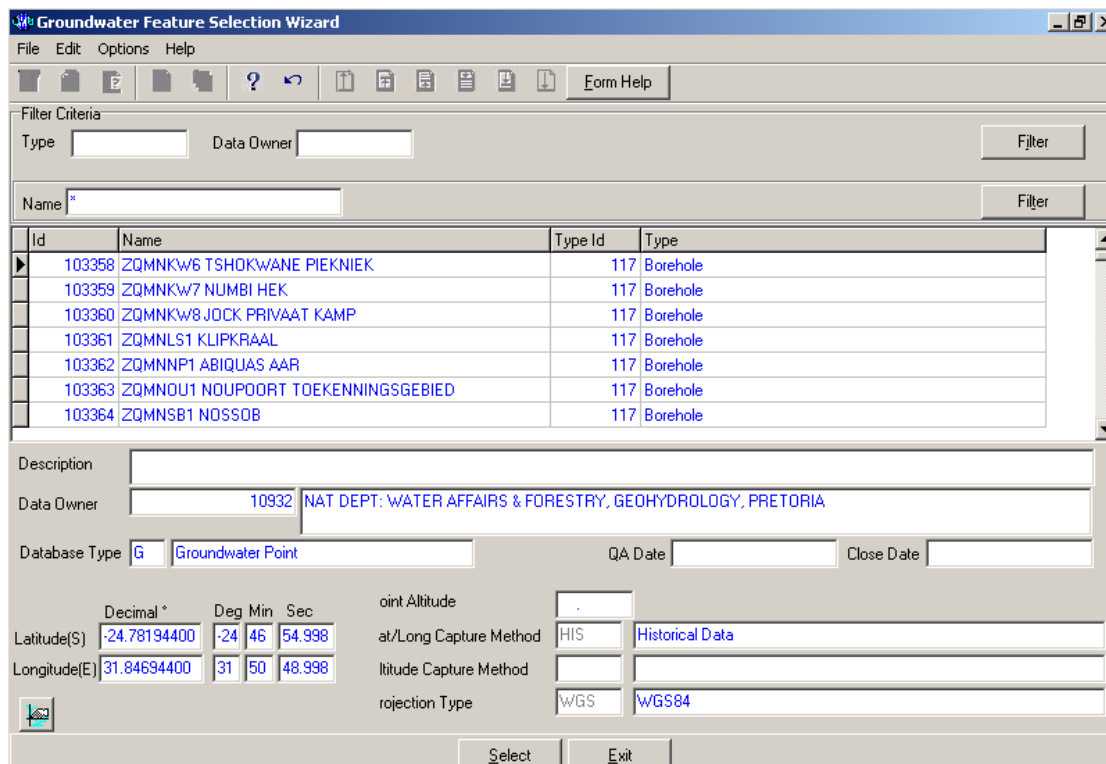 Groundwater Feature Selection Wizard
File Edit Options Help
? Form Help
Filter Criteria
Type Data Owner Filter
Name * Filter
Id Name Type Id Type
103358 ZQMNKW6 TSHOKWANE PIEKNIEK 117 Borehole
103359 ZQMNKW7 NUMBI HEK 117 Borehole
103360 ZQMNKW8 JOCK PRIVAAT KAMP 117 Borehole
103361 ZQMNLS1 KLIPKRAAL 117 Borehole
103362 ZQMNNP1 ABIQUAS AAR 117 Borehole
103363 ZQMNOU1 NOUPOORT TOEKENNINGSGEBIED 117 Borehole
103364 ZQMNSB1 NOSSOB 117 Borehole
Description
Data Owner 10932 NAT DEPT: WATER AFFAIRS & FORESTRY, GEOHYDROLOGY, PRETORIA
Database Type G Groundwater Point QA Date Close Date
oint Altitude .
Decimal ° Deg Min Sec
Latitude(S) -24.78194400 -24 46 54.998 at/Long Capture Method HIS Historical Data
Longitude(E) 31.84694400 31 50 48.998 ltitude Capture Method
rojection Type WGS WGS84
Select Exit